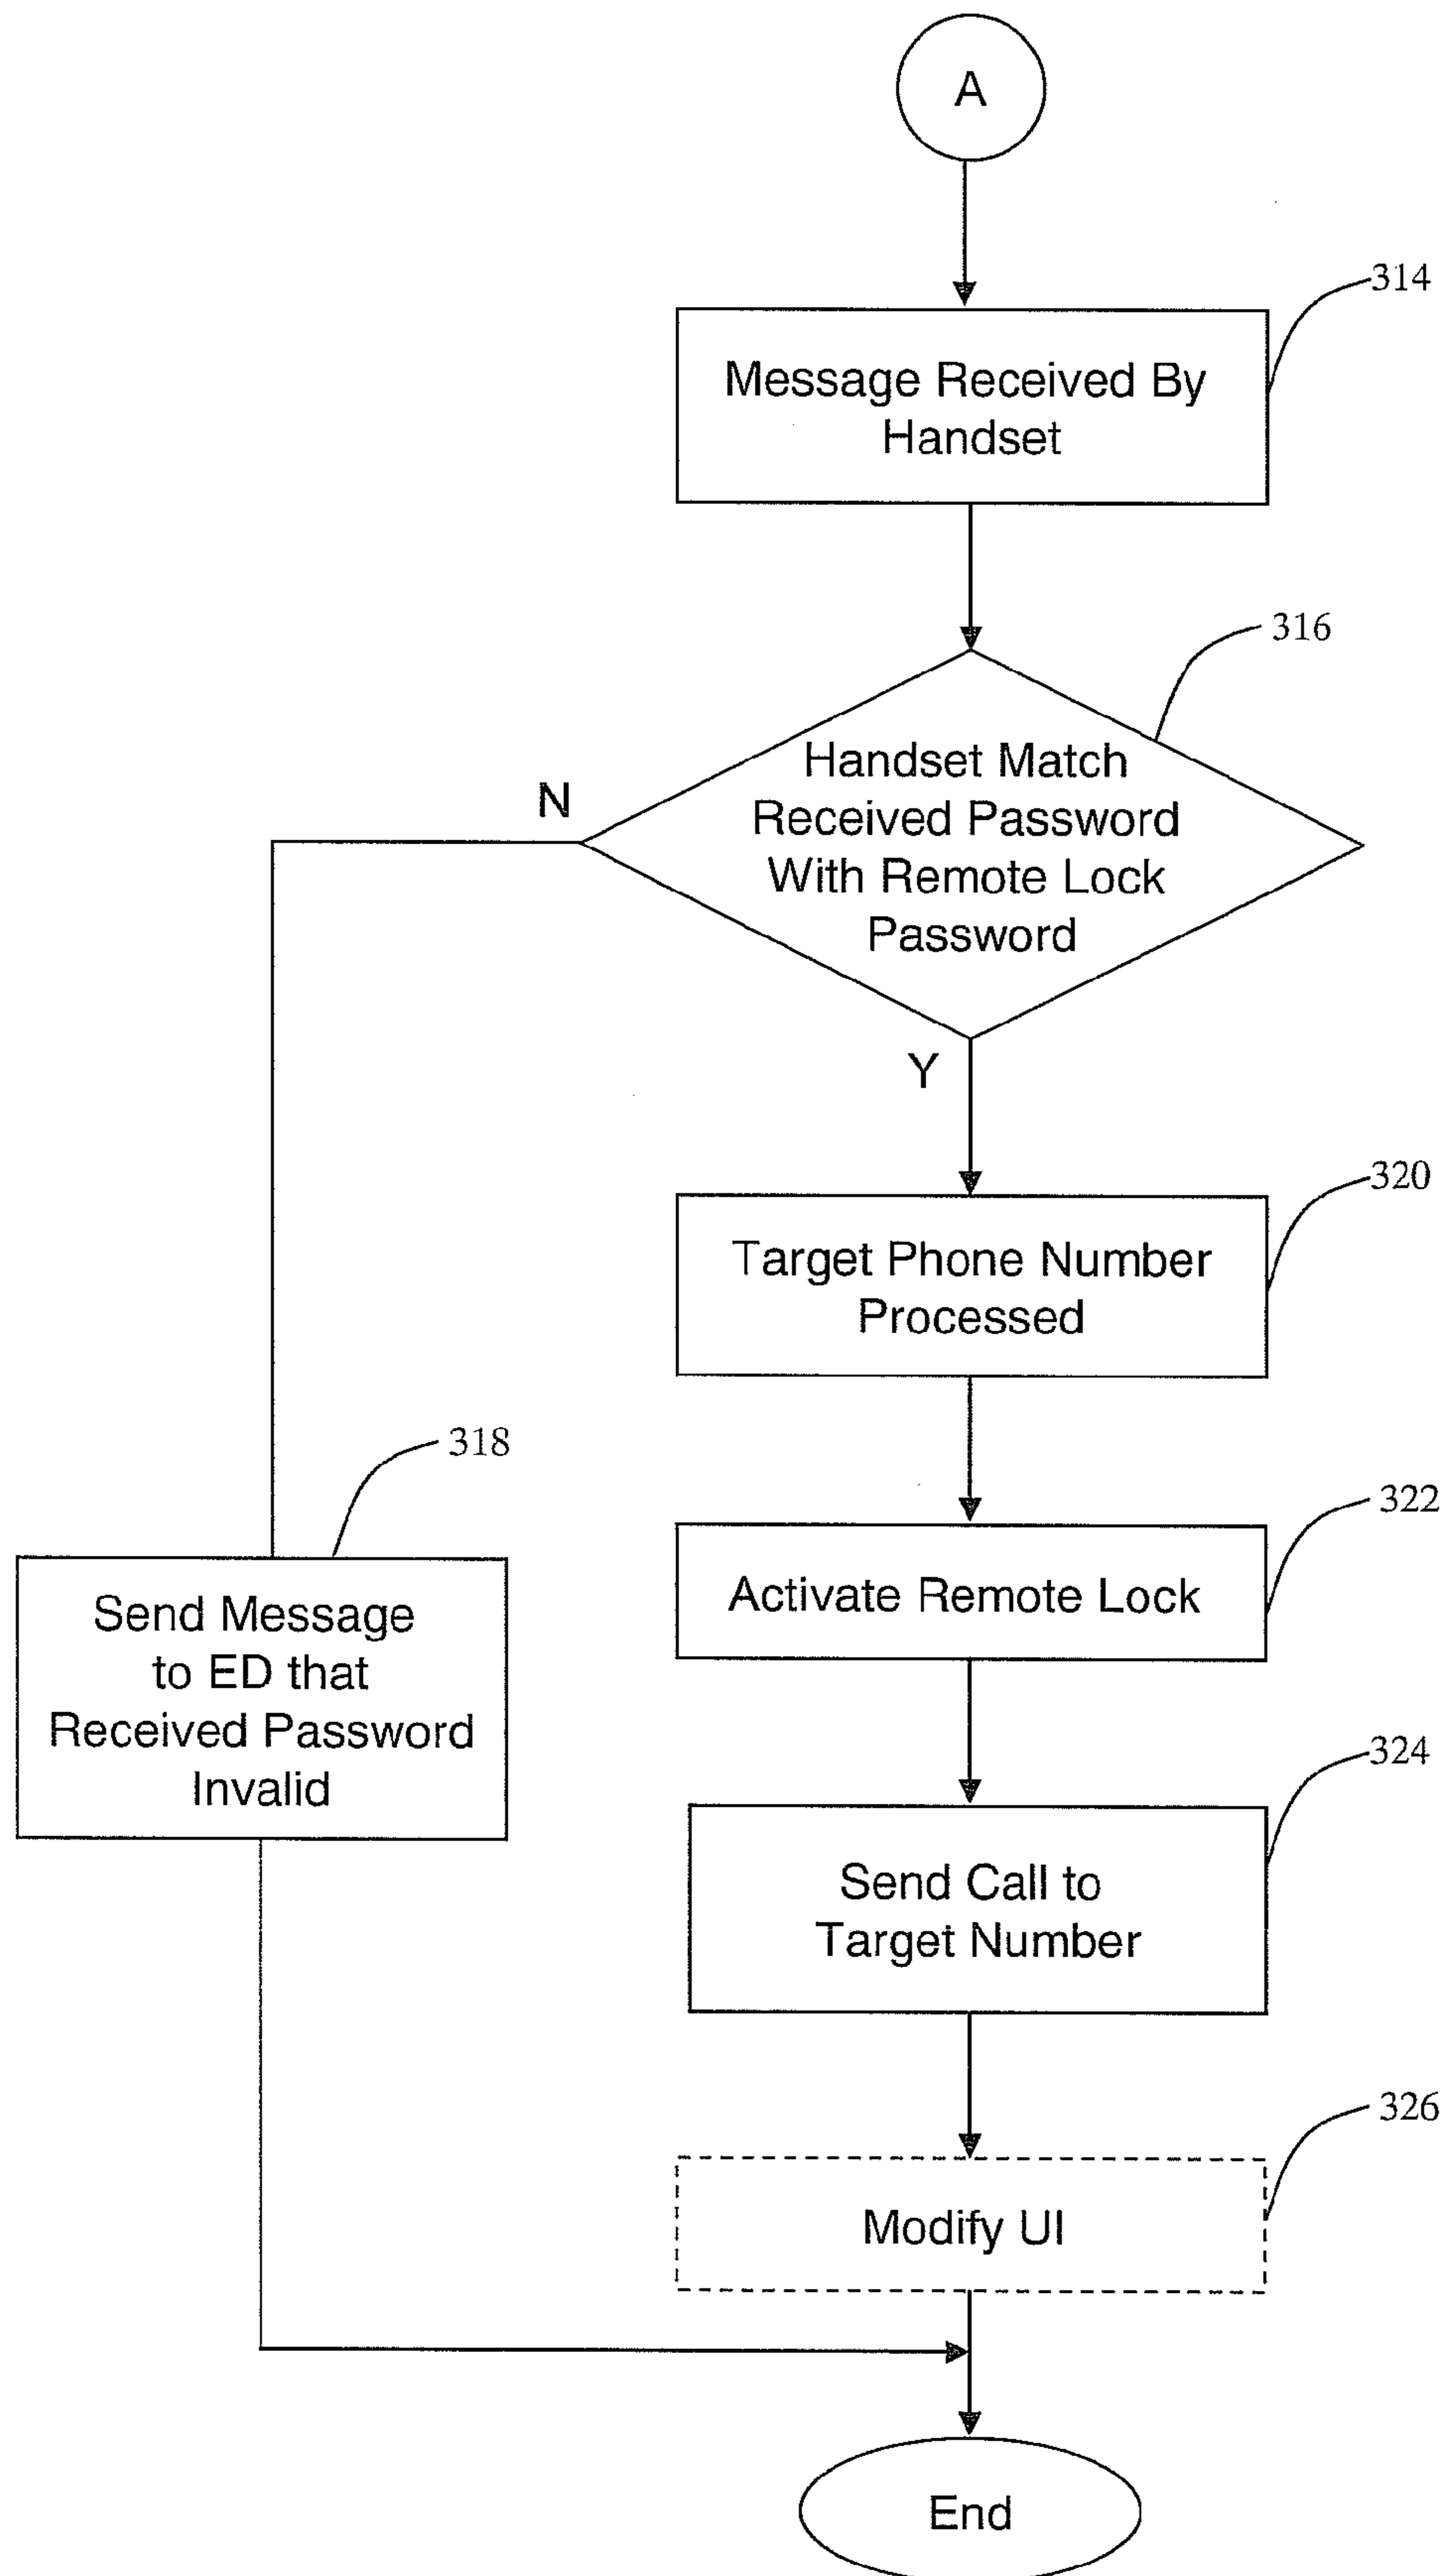 A
314
Message Received By
Handset
316
Handset Match
Received Password
With Remote Lock
Password
N
Y
320
Target Phone Number
Processed
318
Send Message
to ED that
Received Password
Invalid
322
Activate Remote Lock
324
Send Call to
Target Number
326
Modify UI
End